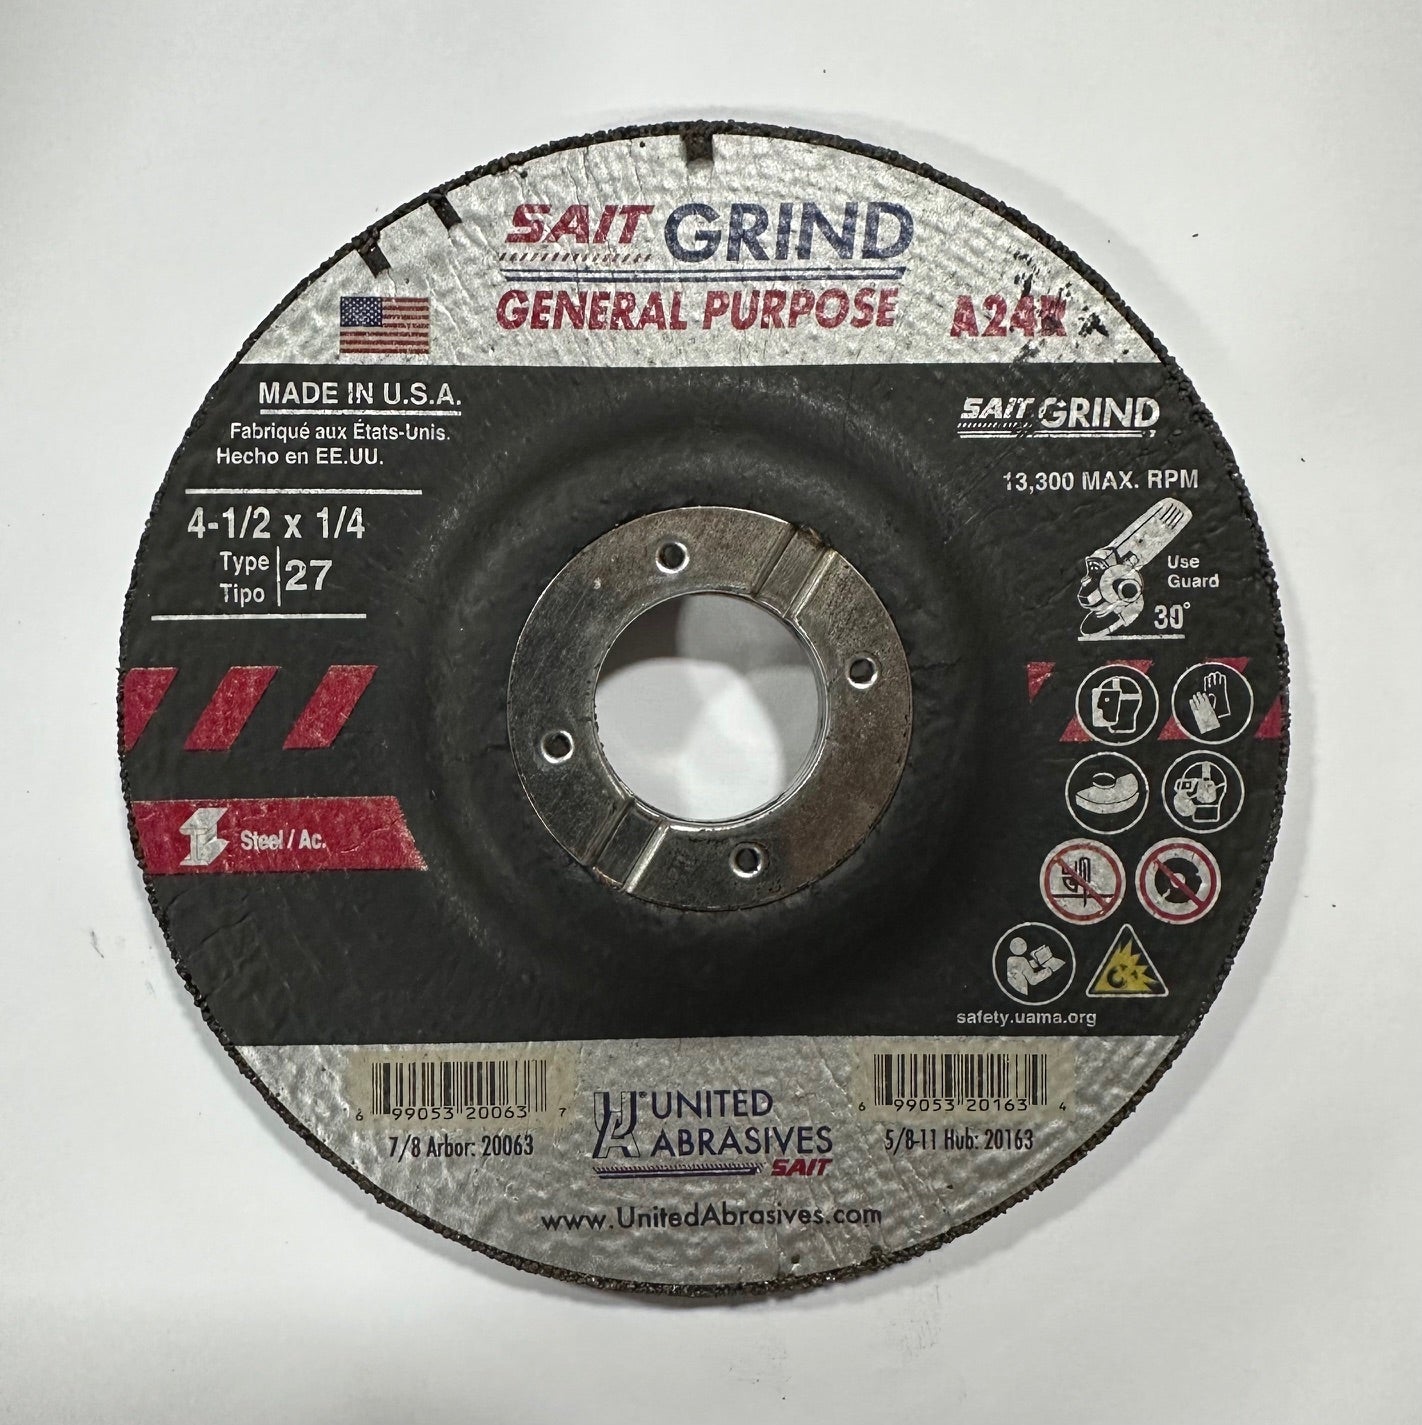 SAIT GRIND
GENERAL PURPOSE
A24R
MADE IN U.S.A.
Fabriqué aux États-Unis.
Hecho en EE.UU.
4-1/2 x 1/4
Type
Tipo
27
Steel / Ac.
SAIT GRIND
13,300 MAX. RPM
Use
Guard
30°
safety.uama.org
6 99053 20063 7
7/8 Arbor: 20063
UNITED
ABRASIVES
SAIT
6 99053 20163 4
5/8-11 Hub: 20163
www.UnitedAbrasives.com